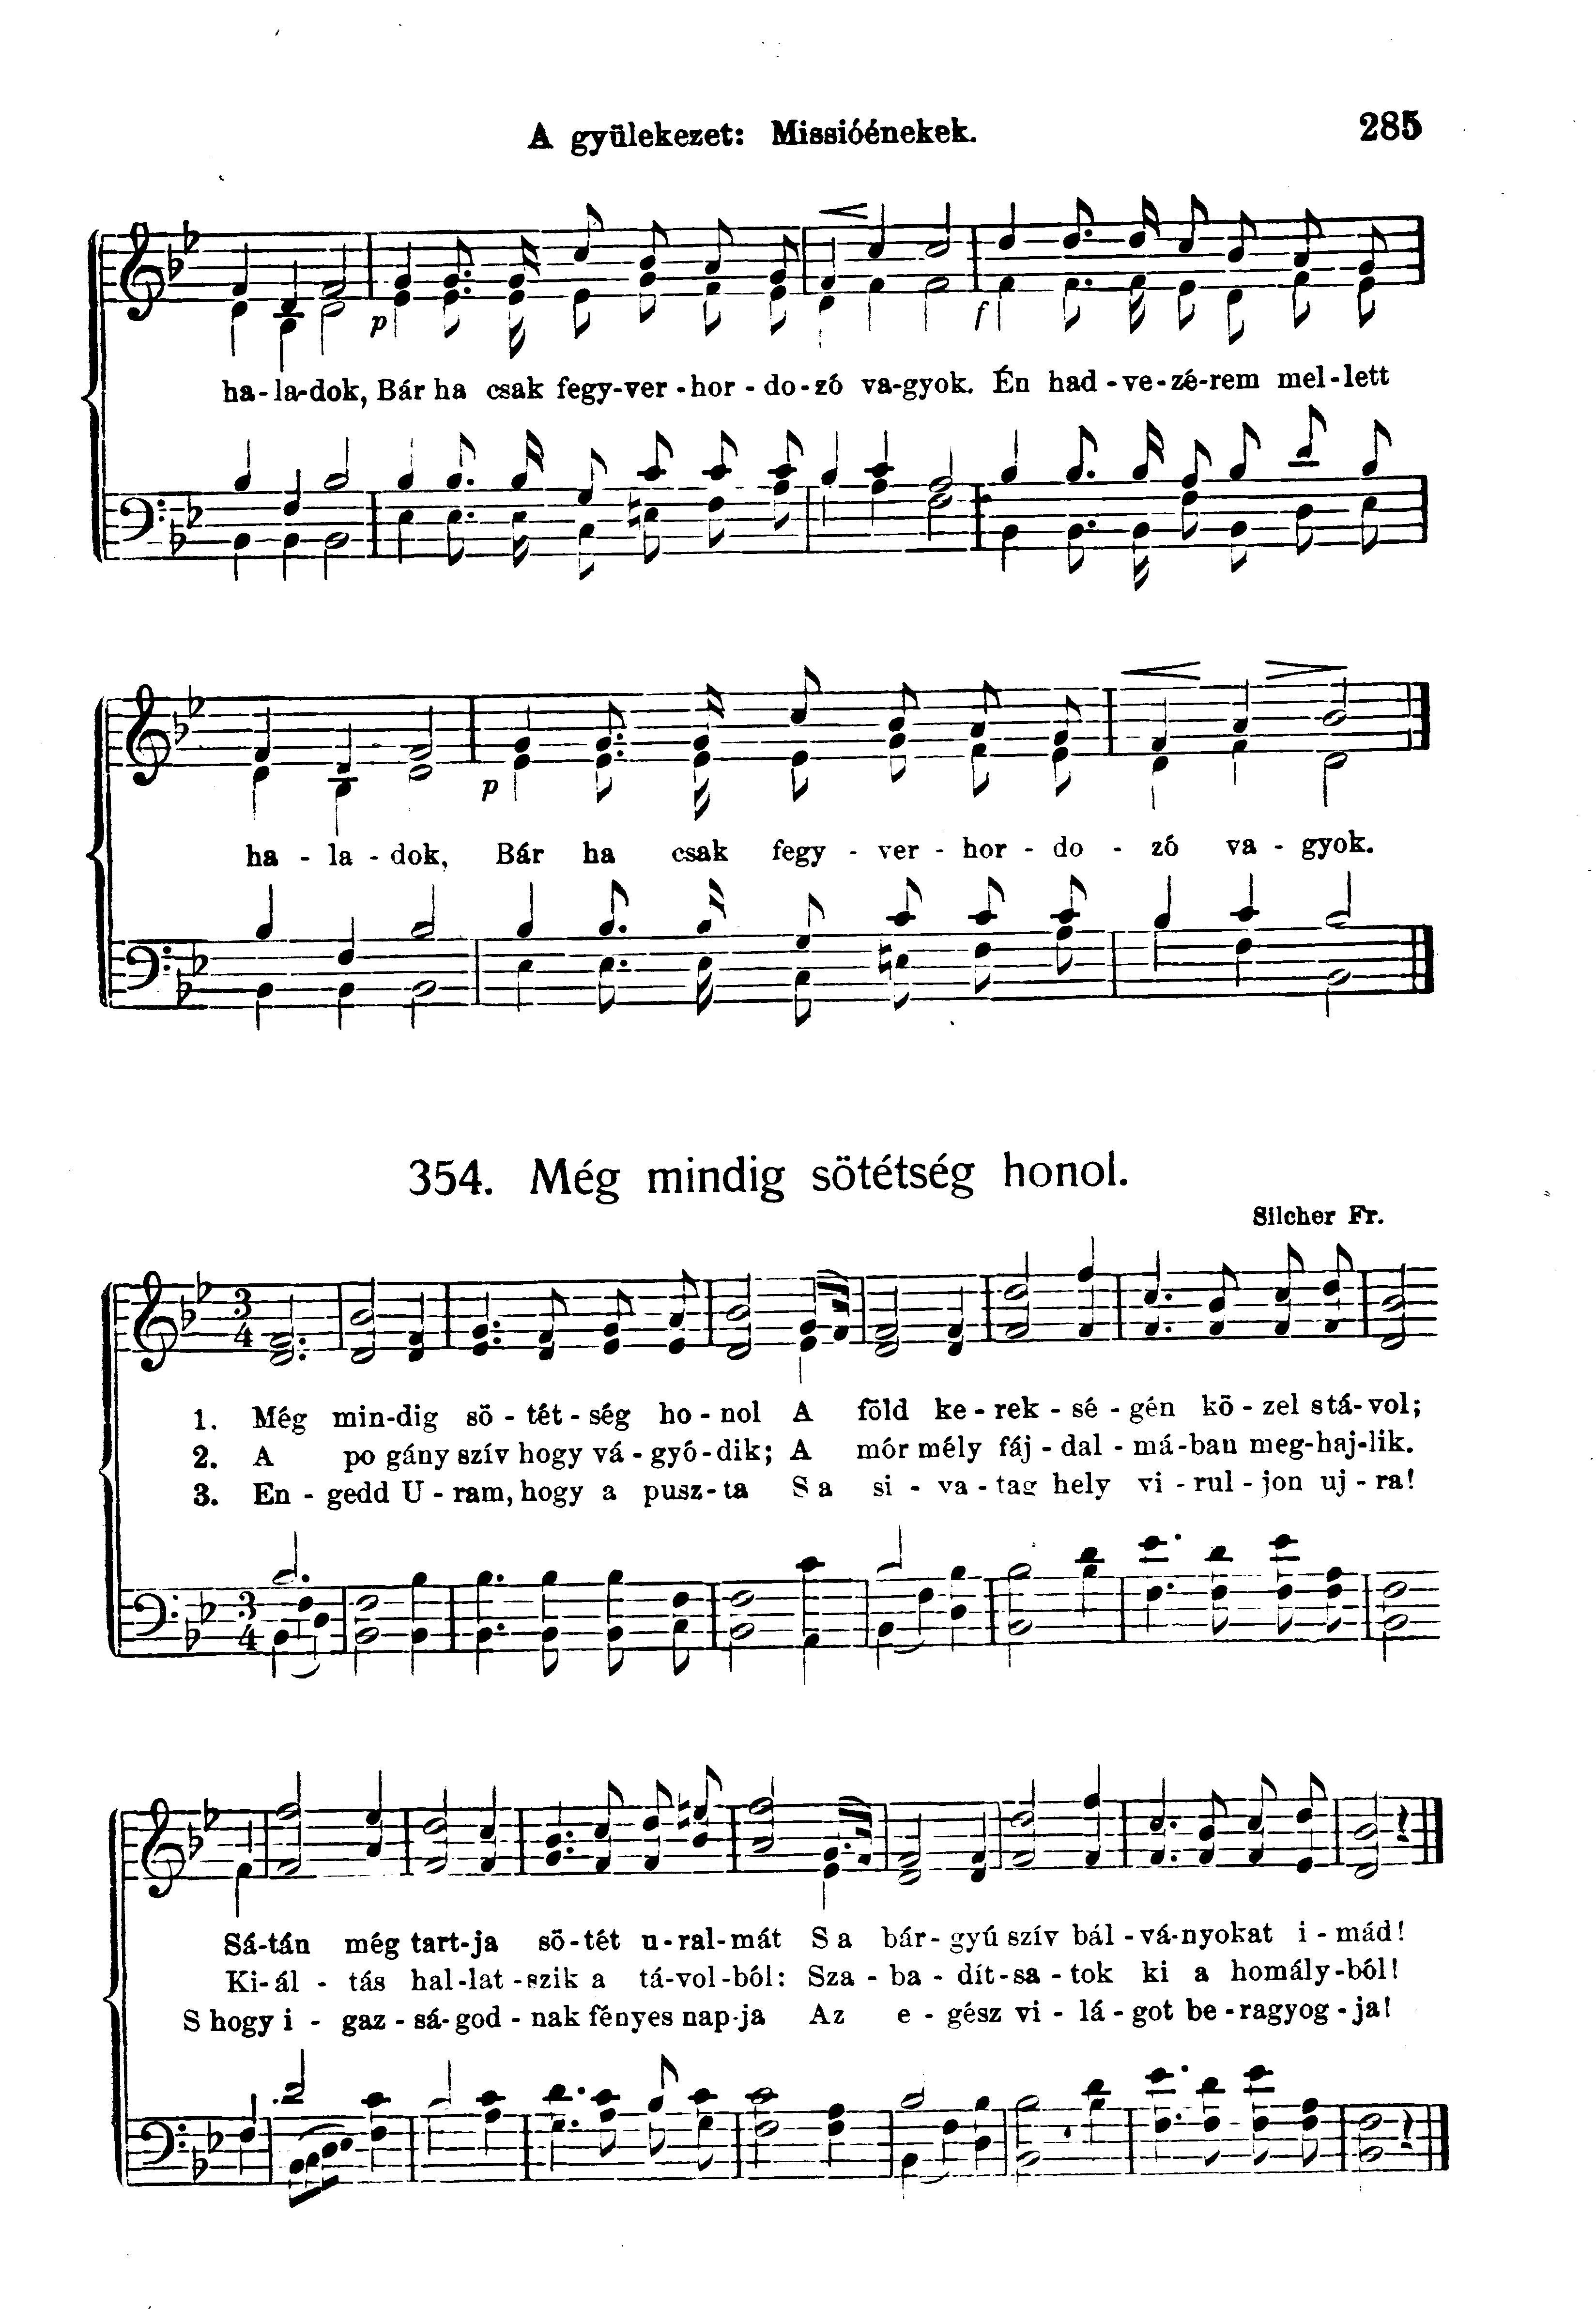 A gyülekezet: Missióénekek. 285
p f
ha-la-dok, Bár ha csak fegy-ver-hor-do-zó va-gyok. Én had-ve-zé-rem mel-lett
p
ha - la - dok, Bár ha csak fegy - ver - hor - do - zó va - gyok.
354. Még mindig sötétség honol.
Silcher Fr.
3
4
1. Még min-dig sö - tét - ség ho - nol A föld ke - rek - sé - gén kö - zel s tá - vol;
2. A po gány szív hogy vá - gyó - dik; A mór mély fáj - dal - má-ban meg-haj-lik.
3. En - gedd U - ram, hogy a pusz-ta S a si - va - tag hely vi - rul - jon uj - ra!
3
4
Sá-tán még tart-ja sö-tét u-ral-mát S a bár-gyú szív bál-vá-nyokat i - mád!
Ki-ál - tás hal-lat-szik a tá-vol-ból: Sza - ba - dít-sa - tok ki a homály-ból!
S hogy i - gaz - sá-god - nak fényes nap-ja Az e - gész vi - lá - got be-ragyog-ja!